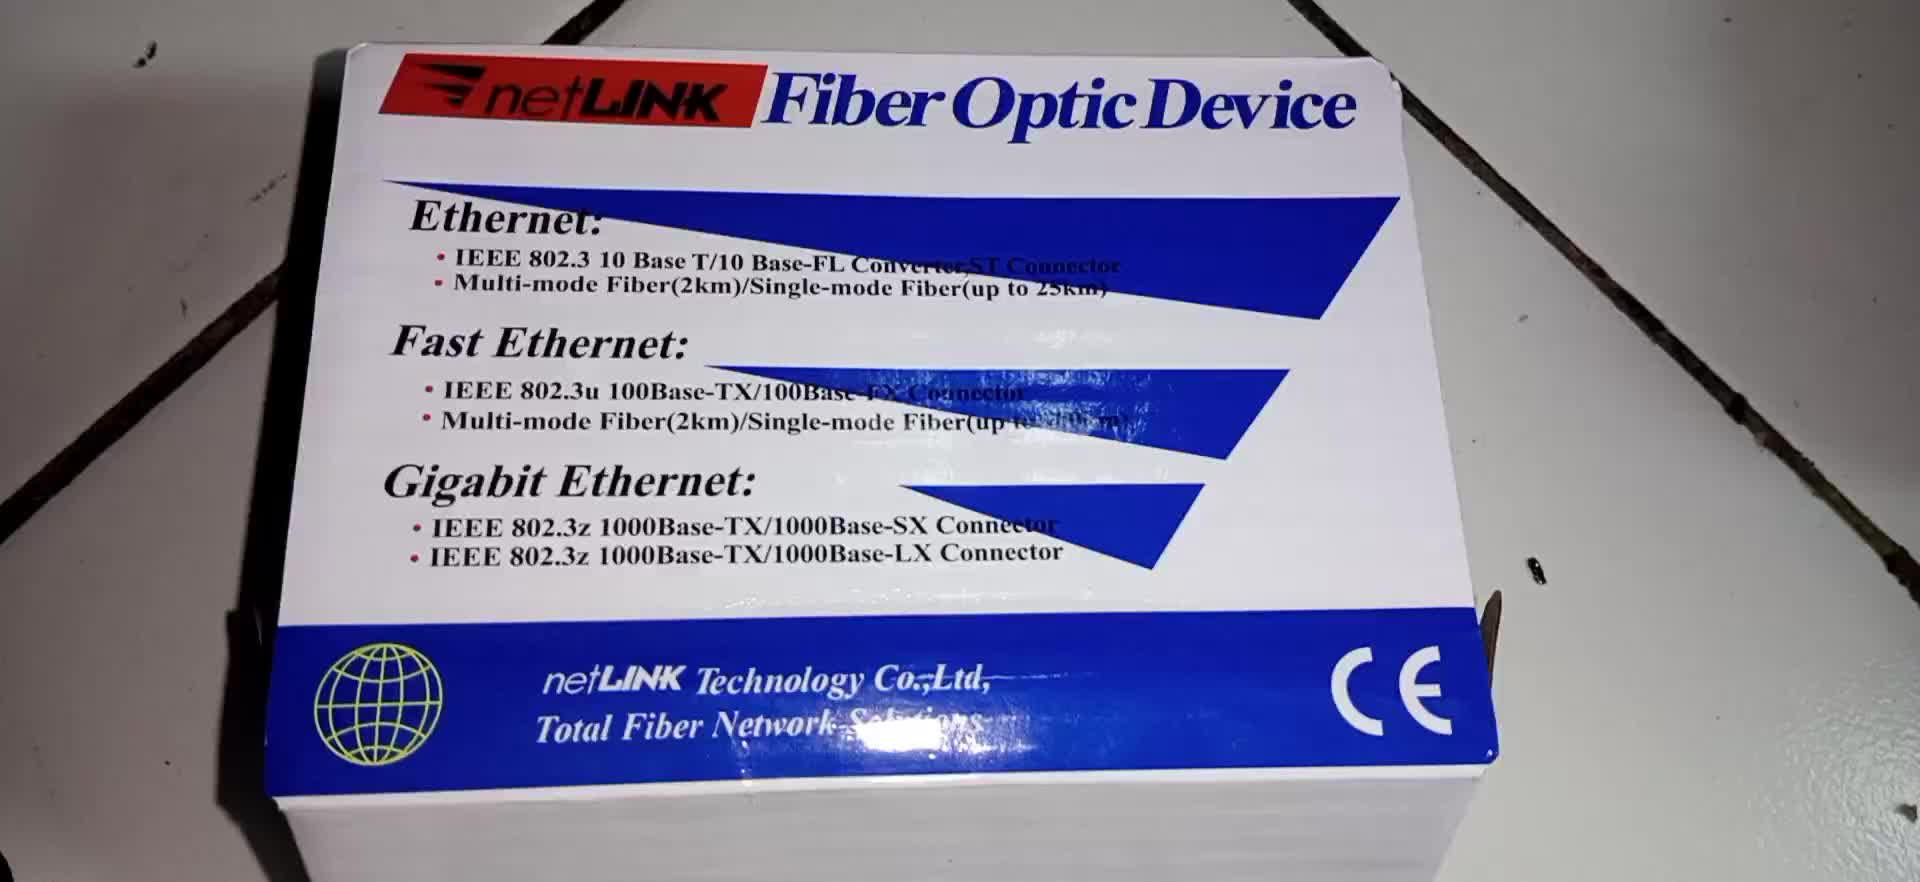 netLINK Fiber Optic Device
Ethernet:
• IEEE 802.3 10 Base T/10 Base-FL Converter,ST Connector
• Multi-mode Fiber(2km)/Single-mode Fiber(up to 25km)
Fast Ethernet:
• IEEE 802.3u 100Base-TX/100Base-FX Connector
• Multi-mode Fiber(2km)/Single-mode Fiber(up to
Gigabit Ethernet:
• IEEE 802.3z 1000Base-TX/1000Base-SX Connector
• IEEE 802.3z 1000Base-TX/1000Base-LX Connector
netLINK Technology Co.,Ltd,
Total Fiber Network Solutions
CE